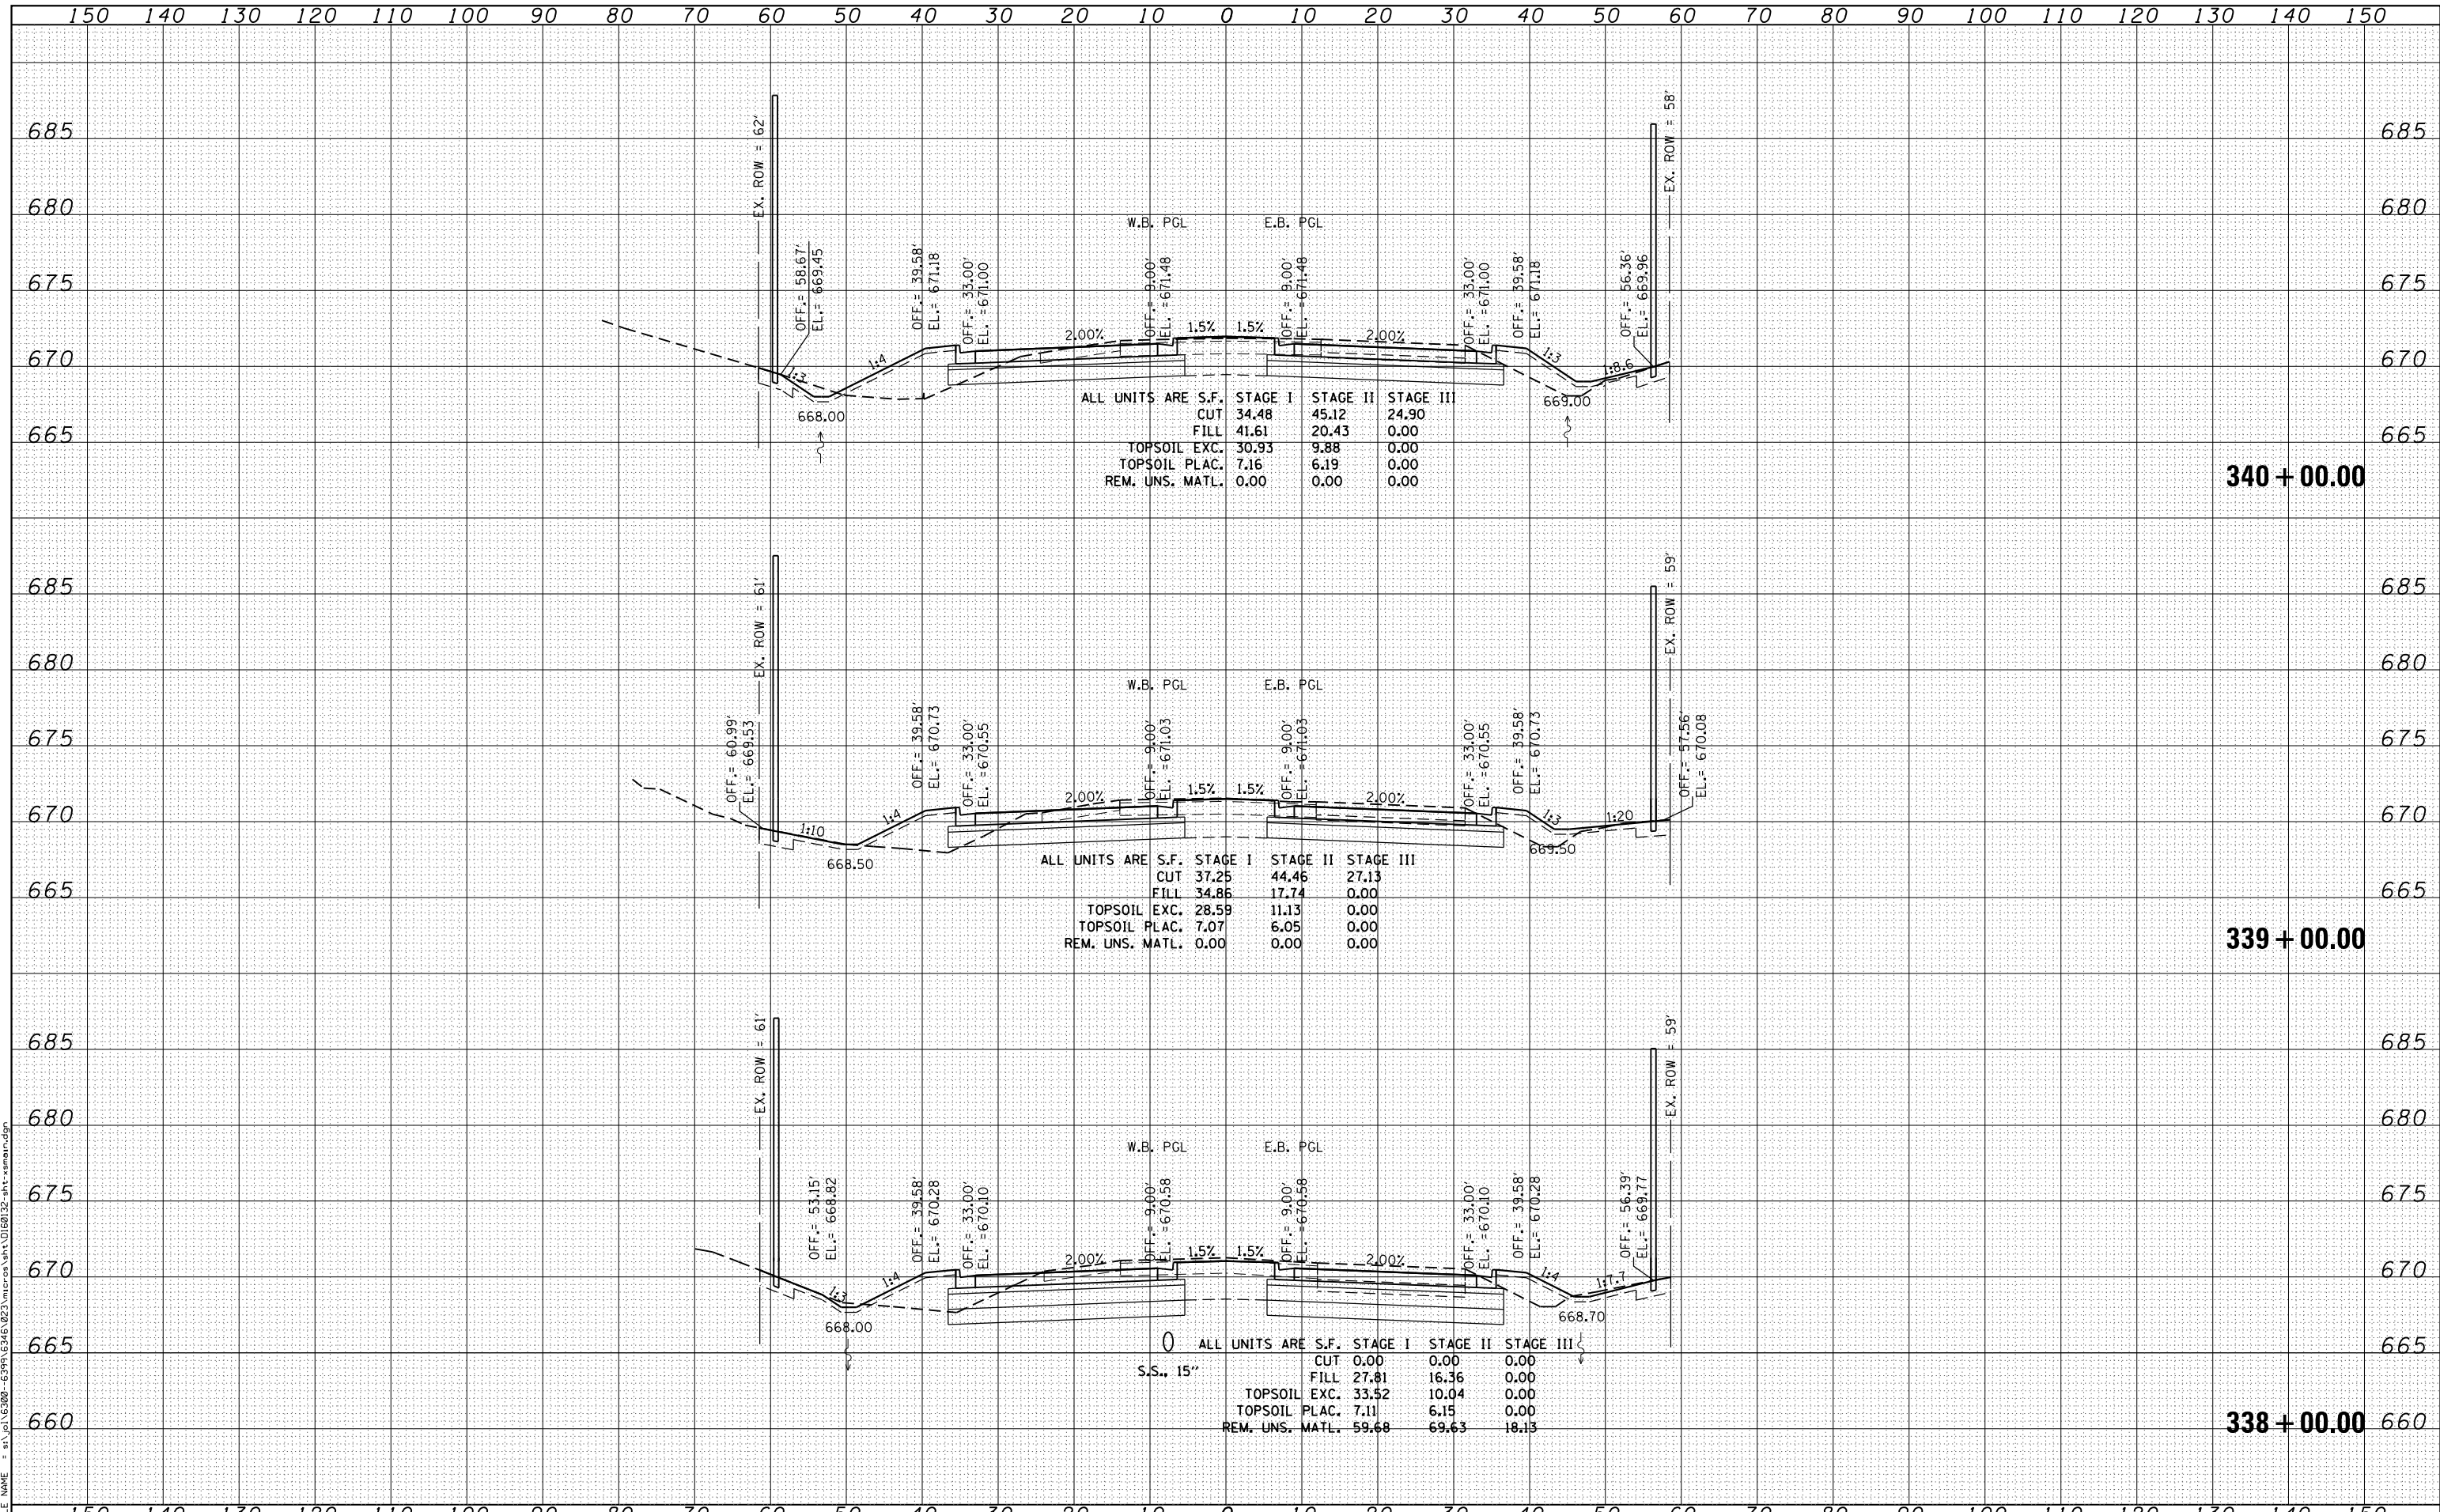 150 140 130 120 110 100 90 80 70 60 50 40 30 20 10 0 10 20 30 40 50 60 70 80 90 100 110 120 130 140 150
685 685
680 680
675 675
670 670
665 665
EX. ROW = 62'
EX. ROW = 58'
W.B. PGL E.B. PGL
OFF.= 58.67'
EL.= 669.45
OFF.= 39.58'
EL.= 671.18
OFF.= 33.00'
EL. =671.00
OFF.= 9.00'
EL. =671.48
OFF.= 9.00'
EL. =671.48
OFF.= 33.00'
EL. =671.00
OFF.= 39.58'
EL.= 671.18
OFF.= 56.36'
EL.= 669.96
1:3 1:4 2.00% 1.5% 1.5% 2.00% 1:3 1:8.6
668.00 669.00
ALL UNITS ARE S.F. STAGE I STAGE II STAGE III
CUT 34.48 45.12 24.90
FILL 41.61 20.43 0.00
TOPSOIL EXC. 30.93 9.88 0.00
TOPSOIL PLAC. 7.16 6.19 0.00
REM. UNS. MATL. 0.00 0.00 0.00
340+00.00
685 685
680 680
675 675
670 670
665 665
EX. ROW = 61'
EX. ROW = 59'
W.B. PGL E.B. PGL
OFF.= 60.99'
EL.= 669.53
OFF.= 39.58'
EL.= 670.73
OFF.= 33.00'
EL. =670.55
OFF.= 9.00'
EL. =671.03
OFF.= 9.00'
EL. =671.03
OFF.= 33.00'
EL. =670.55
OFF.= 39.58'
EL.= 670.73
OFF.= 57.56'
EL.= 670.08
1:10 1:4 2.00% 1.5% 1.5% 2.00% 1:3 1:20
668.50 669.50
ALL UNITS ARE S.F. STAGE I STAGE II STAGE III
CUT 37.25 44.46 27.13
FILL 34.86 17.74 0.00
TOPSOIL EXC. 28.59 11.13 0.00
TOPSOIL PLAC. 7.07 6.05 0.00
REM. UNS. MATL. 0.00 0.00 0.00
339+00.00
685 685
680 680
675 675
670 670
665 665
660 660
EX. ROW = 61'
EX. ROW = 59'
W.B. PGL E.B. PGL
OFF.= 53.15'
EL.= 668.82
OFF.= 39.58'
EL.= 670.28
OFF.= 33.00'
EL. =670.10
OFF.= 9.00'
EL. =670.58
OFF.= 9.00'
EL. =670.58
OFF.= 33.00'
EL. =670.10
OFF.= 39.58'
EL.= 670.28
OFF.= 56.39'
EL.= 669.77
1:3 1:4 2.00% 1.5% 1.5% 2.00% 1:4 1:7.7
668.00 668.70
S.S., 15"
ALL UNITS ARE S.F. STAGE I STAGE II STAGE III
CUT 0.00 0.00 0.00
FILL 27.81 16.36 0.00
TOPSOIL EXC. 33.52 10.04 0.00
TOPSOIL PLAC. 7.11 6.15 0.00
REM. UNS. MATL. 59.68 69.63 18.13
338+00.00
150 140 130 120 110 100 90 80 70 60 50 40 30 20 10 0 10 20 30 40 50 60 70 80 90 100 110 120 130 140 150